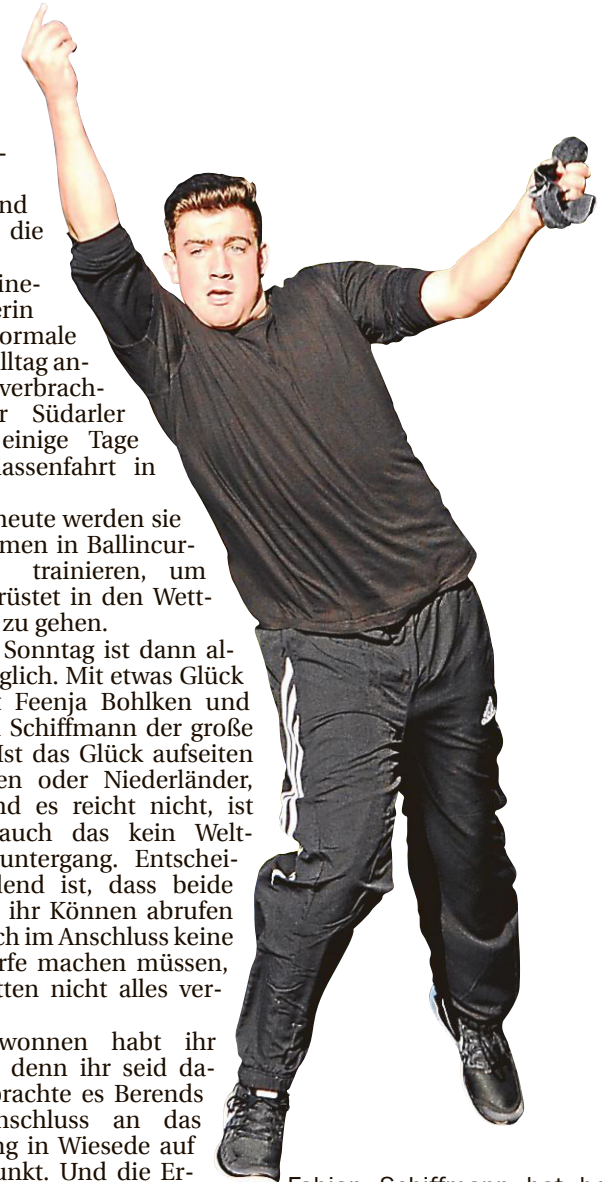 -
nd
die
ine-
erin
ormale
lltag an-
verbrach-
r Südarler
einige Tage
lassenfahrt in
heute werden sie
men in Ballincur-
trainieren, um
rüstet in den Wett-
zu gehen.
Sonntag ist dann al-
glich. Mit etwas Glück
t Feenja Bohlken und
Schiffmann der große
Ist das Glück aufseiten
en oder Niederländer,
nd es reicht nicht, ist
auch das kein Welt-
untergang. Entschei-
dend ist, dass beide
ihr Können abrufen
ch im Anschluss keine
rfe machen müssen,
tten nicht alles ver-
wonnen habt ihr
denn ihr seid da-
brachte es Berends
nschluss an das
ng in Wiesede auf
unkt. Und die Er-
Fabian Schiffmann hat be